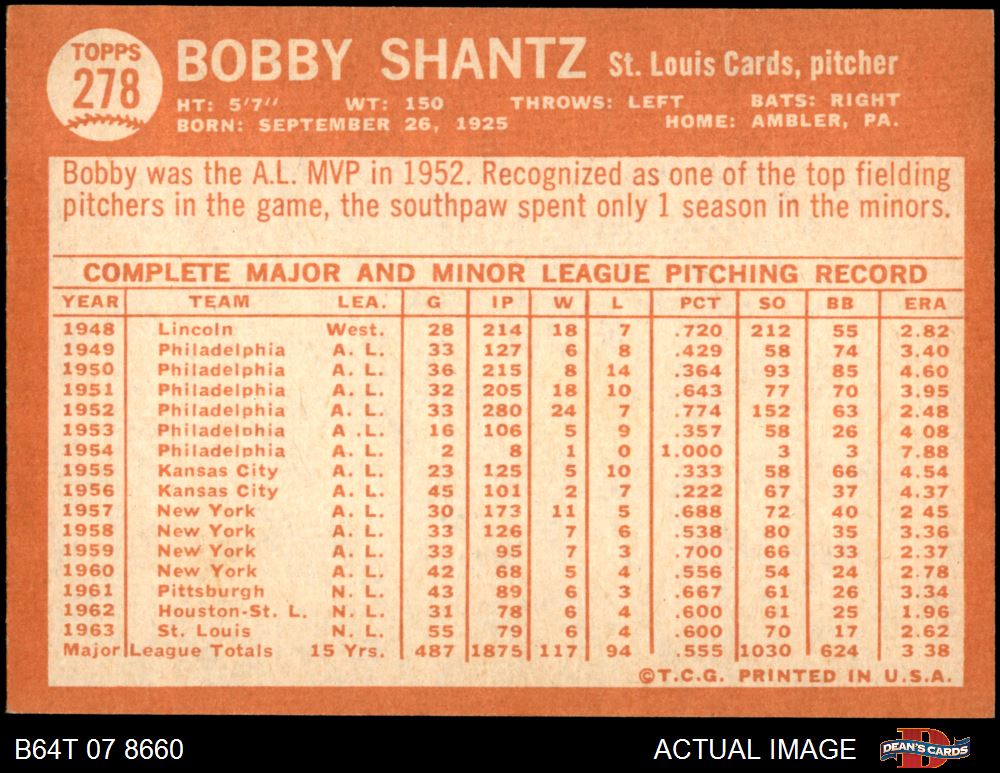 TOPPS
278
BOBBY SHANTZ St. Louis Cards, pitcher
HT: 5'7" WT: 150 THROWS: LEFT BATS: RIGHT
BORN: SEPTEMBER 26, 1925 HOME: AMBLER, PA.
Bobby was the A.L. MVP in 1952. Recognized as one of the top fielding
pitchers in the game, the southpaw spent only 1 season in the minors.
COMPLETE MAJOR AND MINOR LEAGUE PITCHING RECORD
YEAR TEAM LEA. G IP W L PCT SO BB ERA
1948 Lincoln West. 28 214 18 7 .720 212 55 2.82
1949 Philadelphia A. L. 33 127 6 8 .429 58 74 3.40
1950 Philadelphia A. L. 36 215 8 14 .364 93 85 4.60
1951 Philadelphia A. L. 32 205 18 10 .643 77 70 3.95
1952 Philadelphia A. L. 33 280 24 7 .774 152 63 2.48
1953 Philadelphia A .L. 16 106 5 9 .357 58 26 4.08
1954 Philadelphia A. L. 2 8 1 0 1.000 3 3 7.88
1955 Kansas City A. L. 23 125 5 10 .333 58 66 4.54
1956 Kansas City A. L. 45 101 2 7 .222 67 37 4.37
1957 New York A. L. 30 173 11 5 .688 72 40 2.45
1958 New York A. L. 33 126 7 6 .538 80 35 3.36
1959 New York A. L. 33 95 7 3 .700 66 33 2.37
1960 New York A. L. 42 68 5 4 .556 54 24 2.78
1961 Pittsburgh N. L. 43 89 6 3 .667 61 26 3.34
1962 Houston-St. L. N. L. 31 78 6 4 .600 61 25 1.96
1963 St. Louis N. L. 55 79 6 4 .600 70 17 2.62
Major League Totals 15 Yrs. 487 1875 117 94 .555 1030 624 3.38
©T.C.G. PRINTED IN U.S.A.
B64T 07 8660 ACTUAL IMAGE DEAN'S CARDS